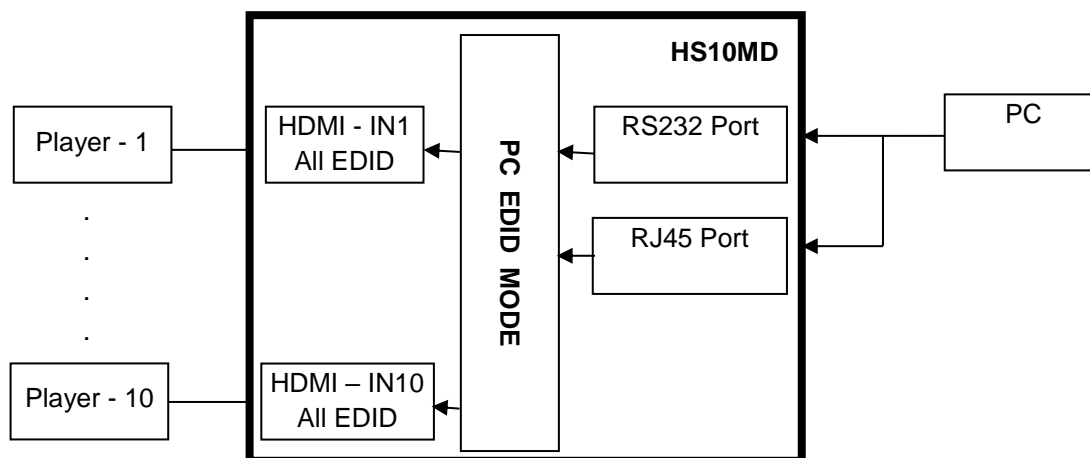 HS10MD
Player - 1
HDMI - IN1
All EDID
PC EDID MODE
RS232 Port
PC
RJ45 Port
.
.
.
.
Player - 10
HDMI – IN10
All EDID